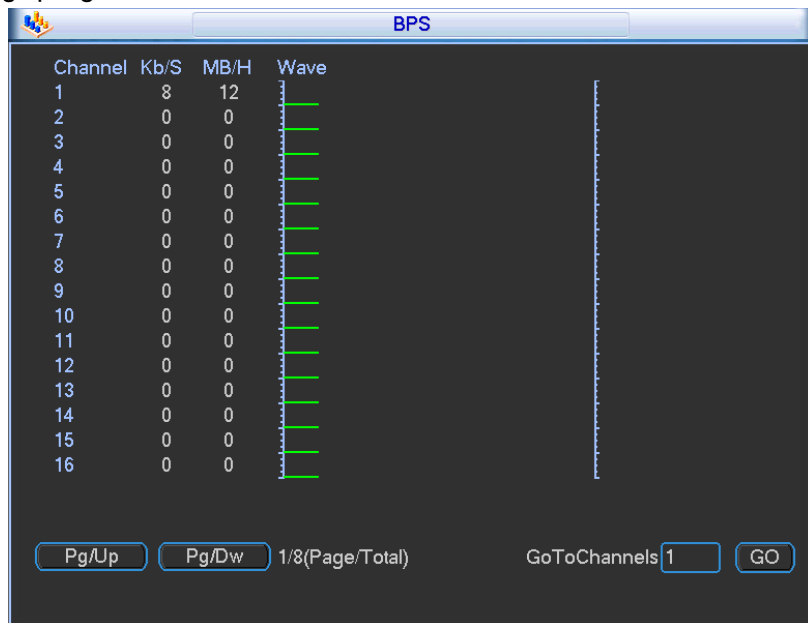 BPS
Channel Kb/S MB/H Wave
1 8 12
2 0 0
3 0 0
4 0 0
5 0 0
6 0 0
7 0 0
8 0 0
9 0 0
10 0 0
11 0 0
12 0 0
13 0 0
14 0 0
15 0 0
16 0 0
Pg/Up Pg/Dw 1/8(Page/Total) GoToChannels 1 GO